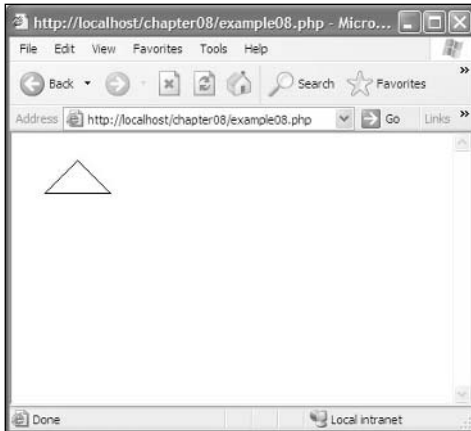 http://localhost/chapter08/example08.php - Micro...
File Edit View Favorites Tools Help
Back Search Favorites »
Address http://localhost/chapter08/example08.php Go Links »
Done Local intranet